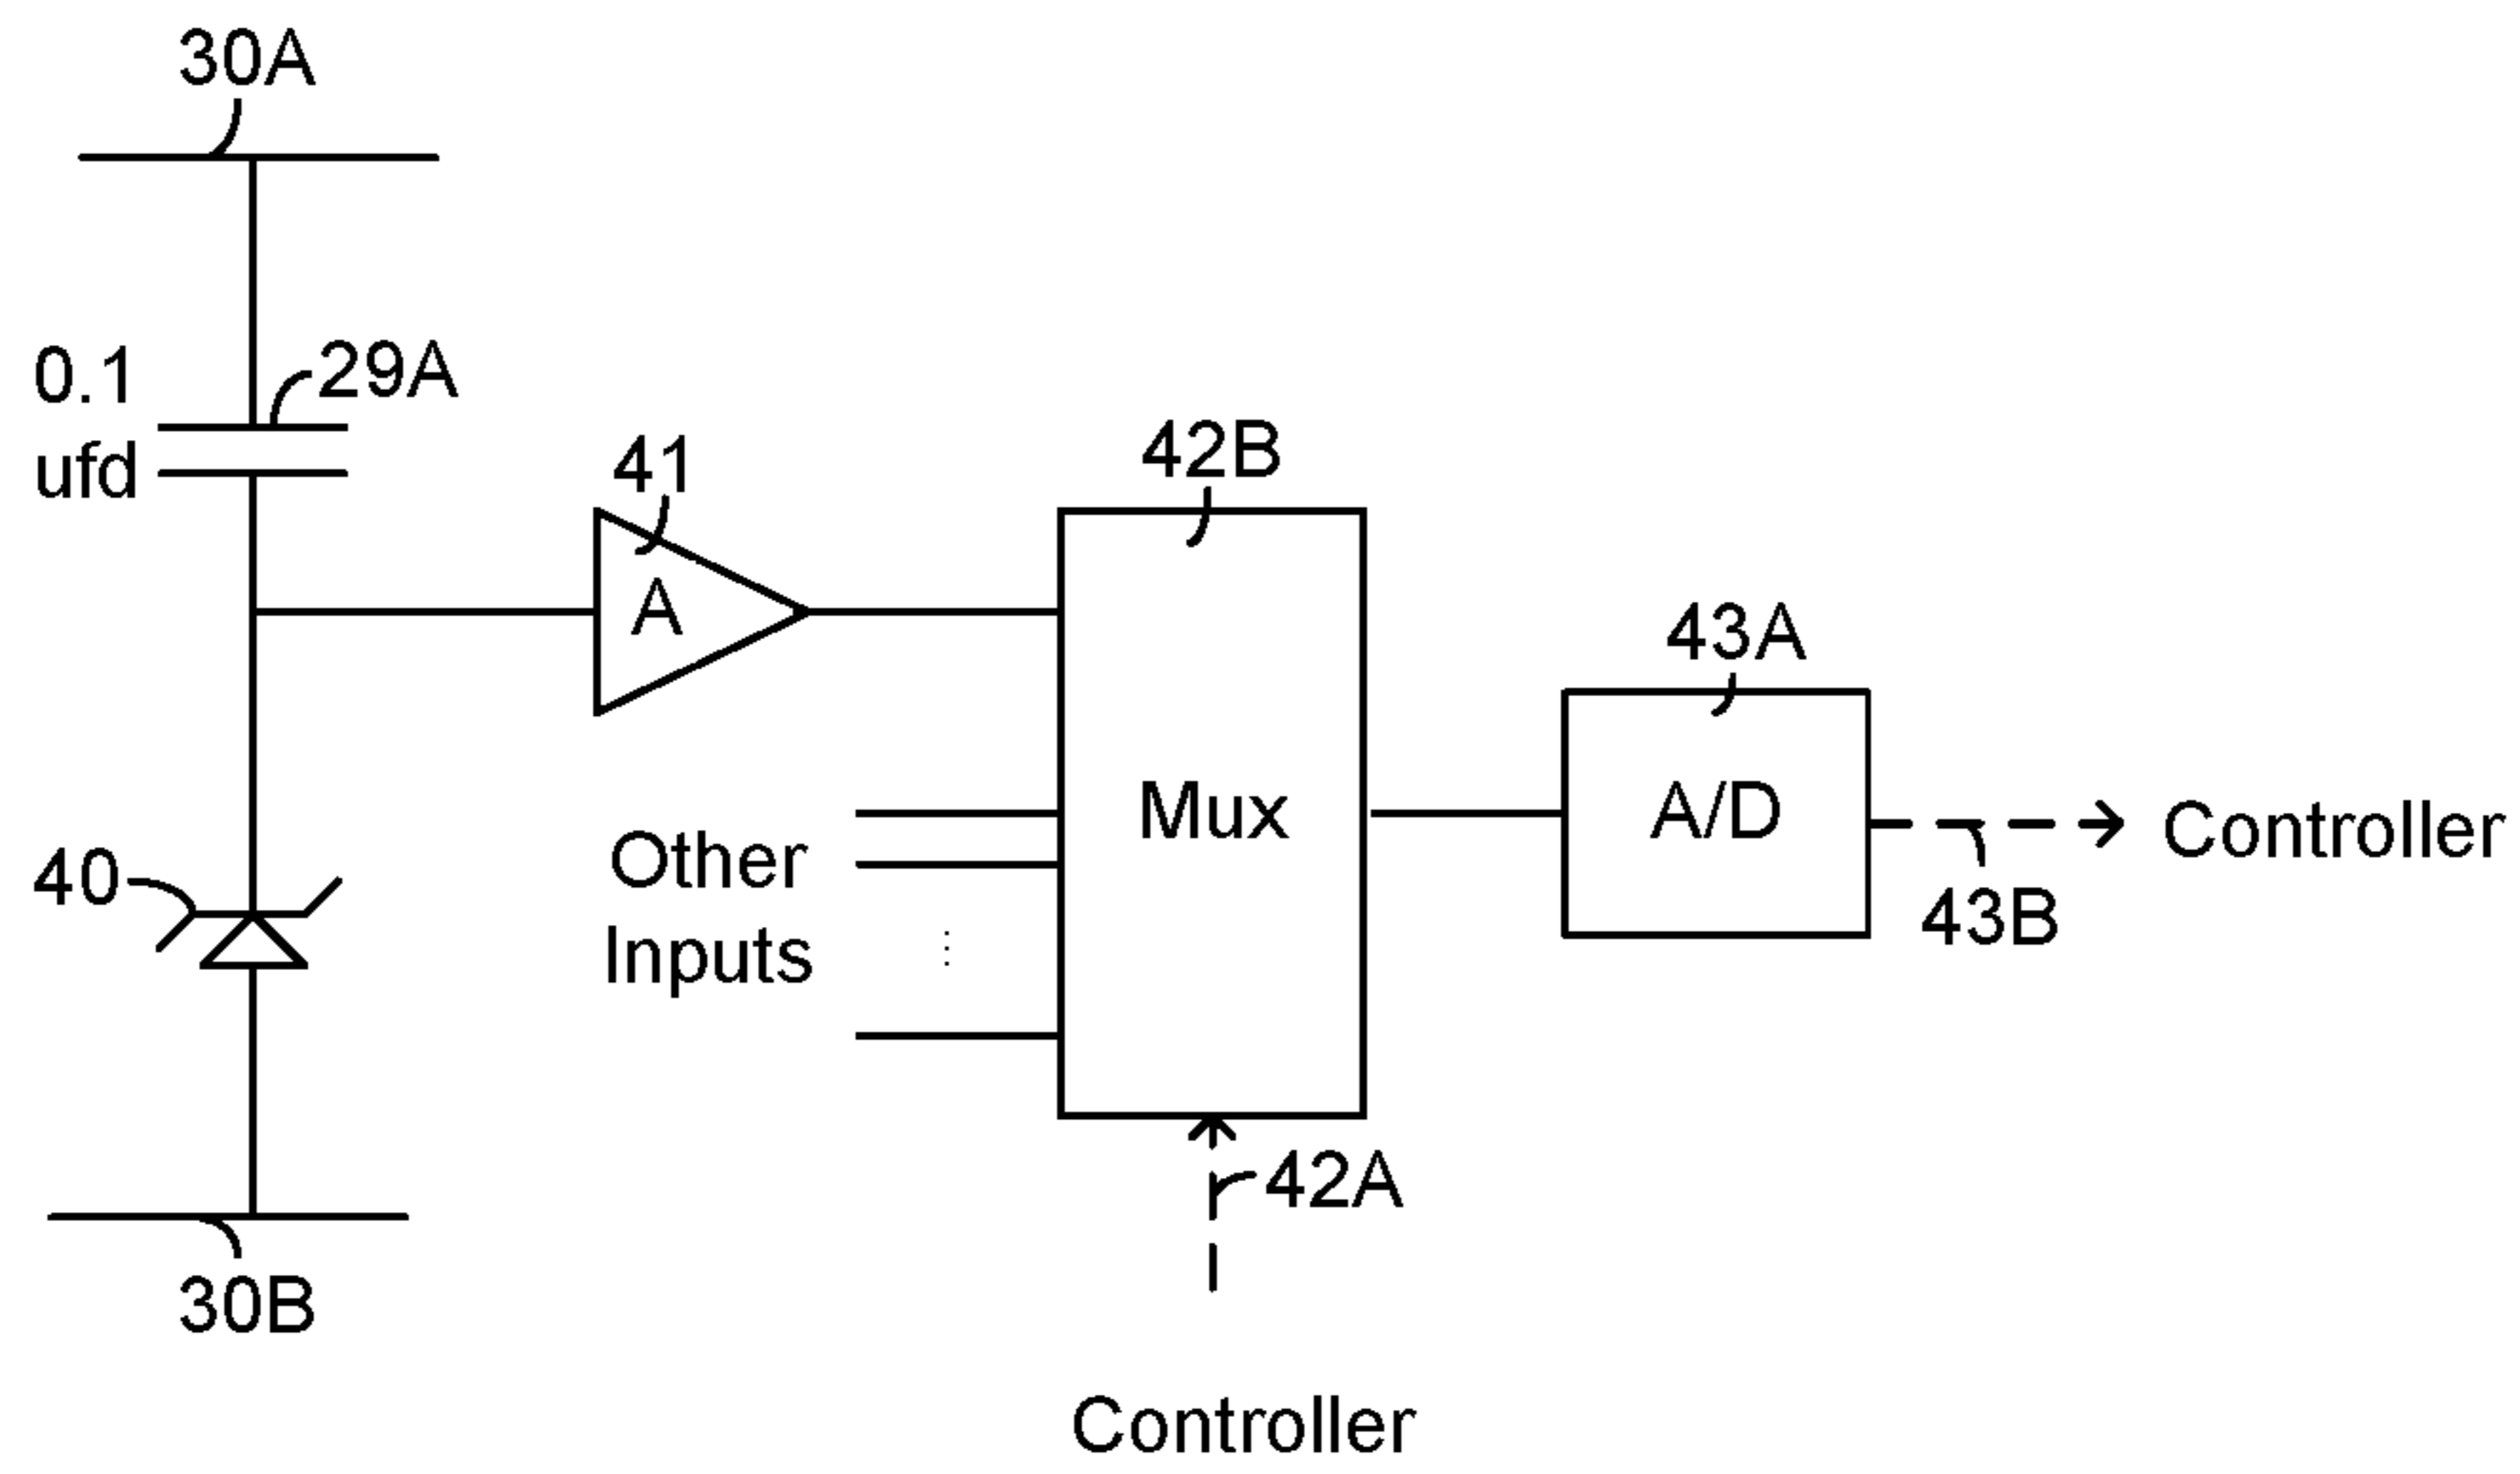 30A
0.1
ufd
29A
41
A
42B
Mux
43A
A/D
Controller
43B
Other
Inputs
40
42A
30B
Controller